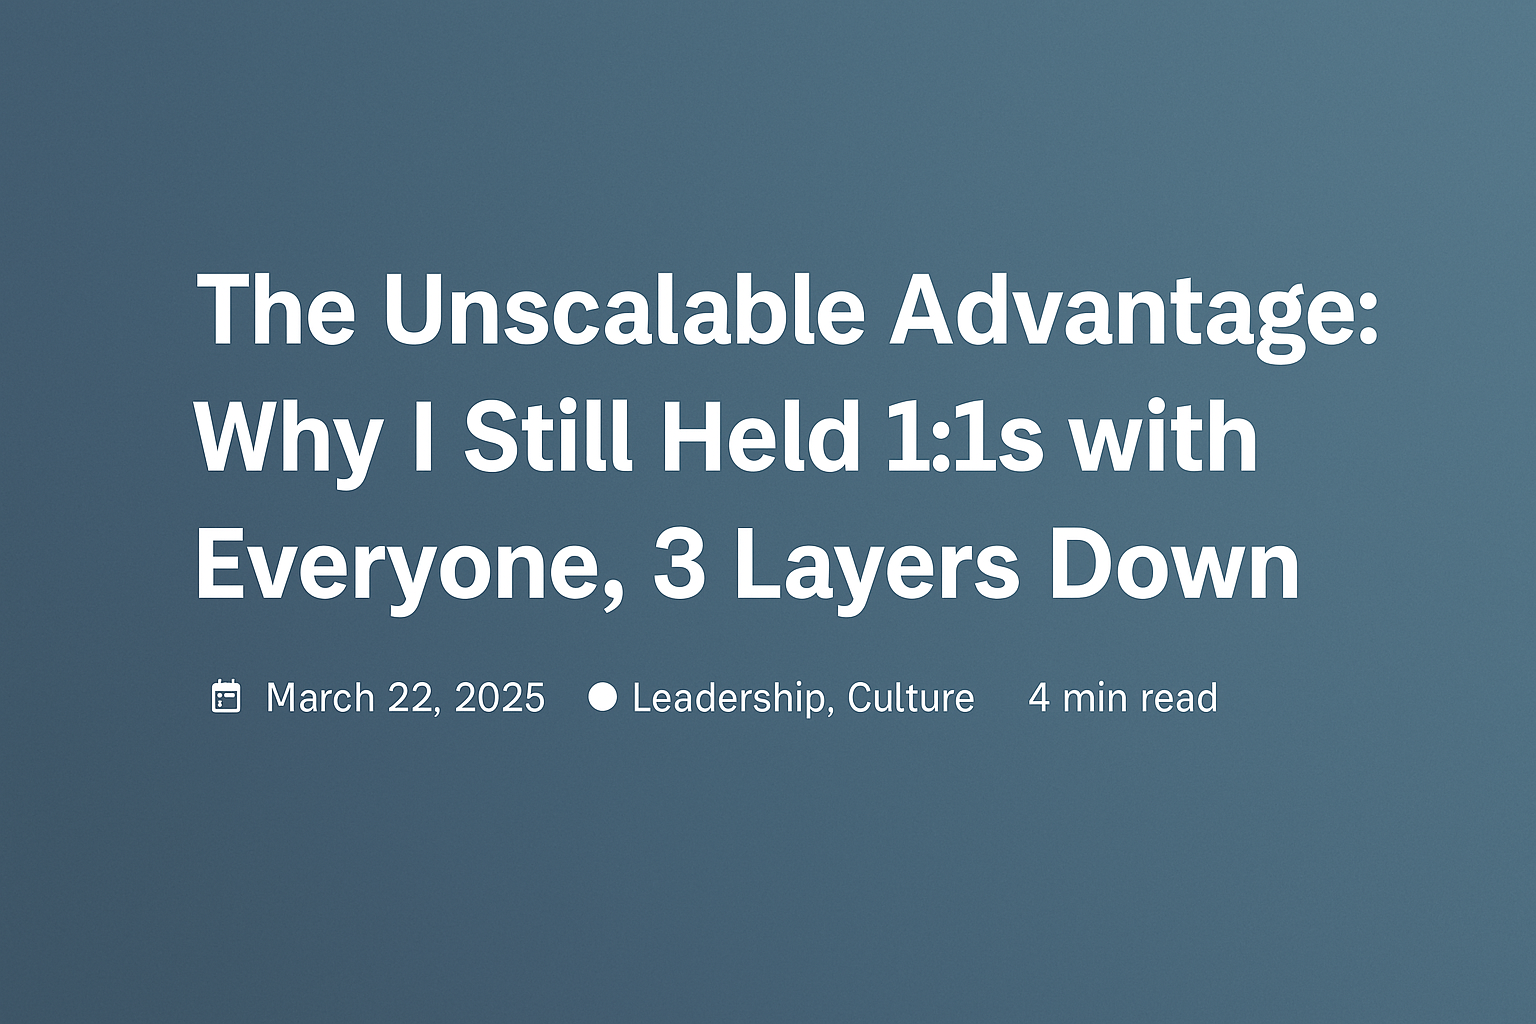 The Unscalable Advantage:
Why I Still Held 1:1s with
Everyone, 3 Layers Down
March 22, 2025 Leadership, Culture 4 min read